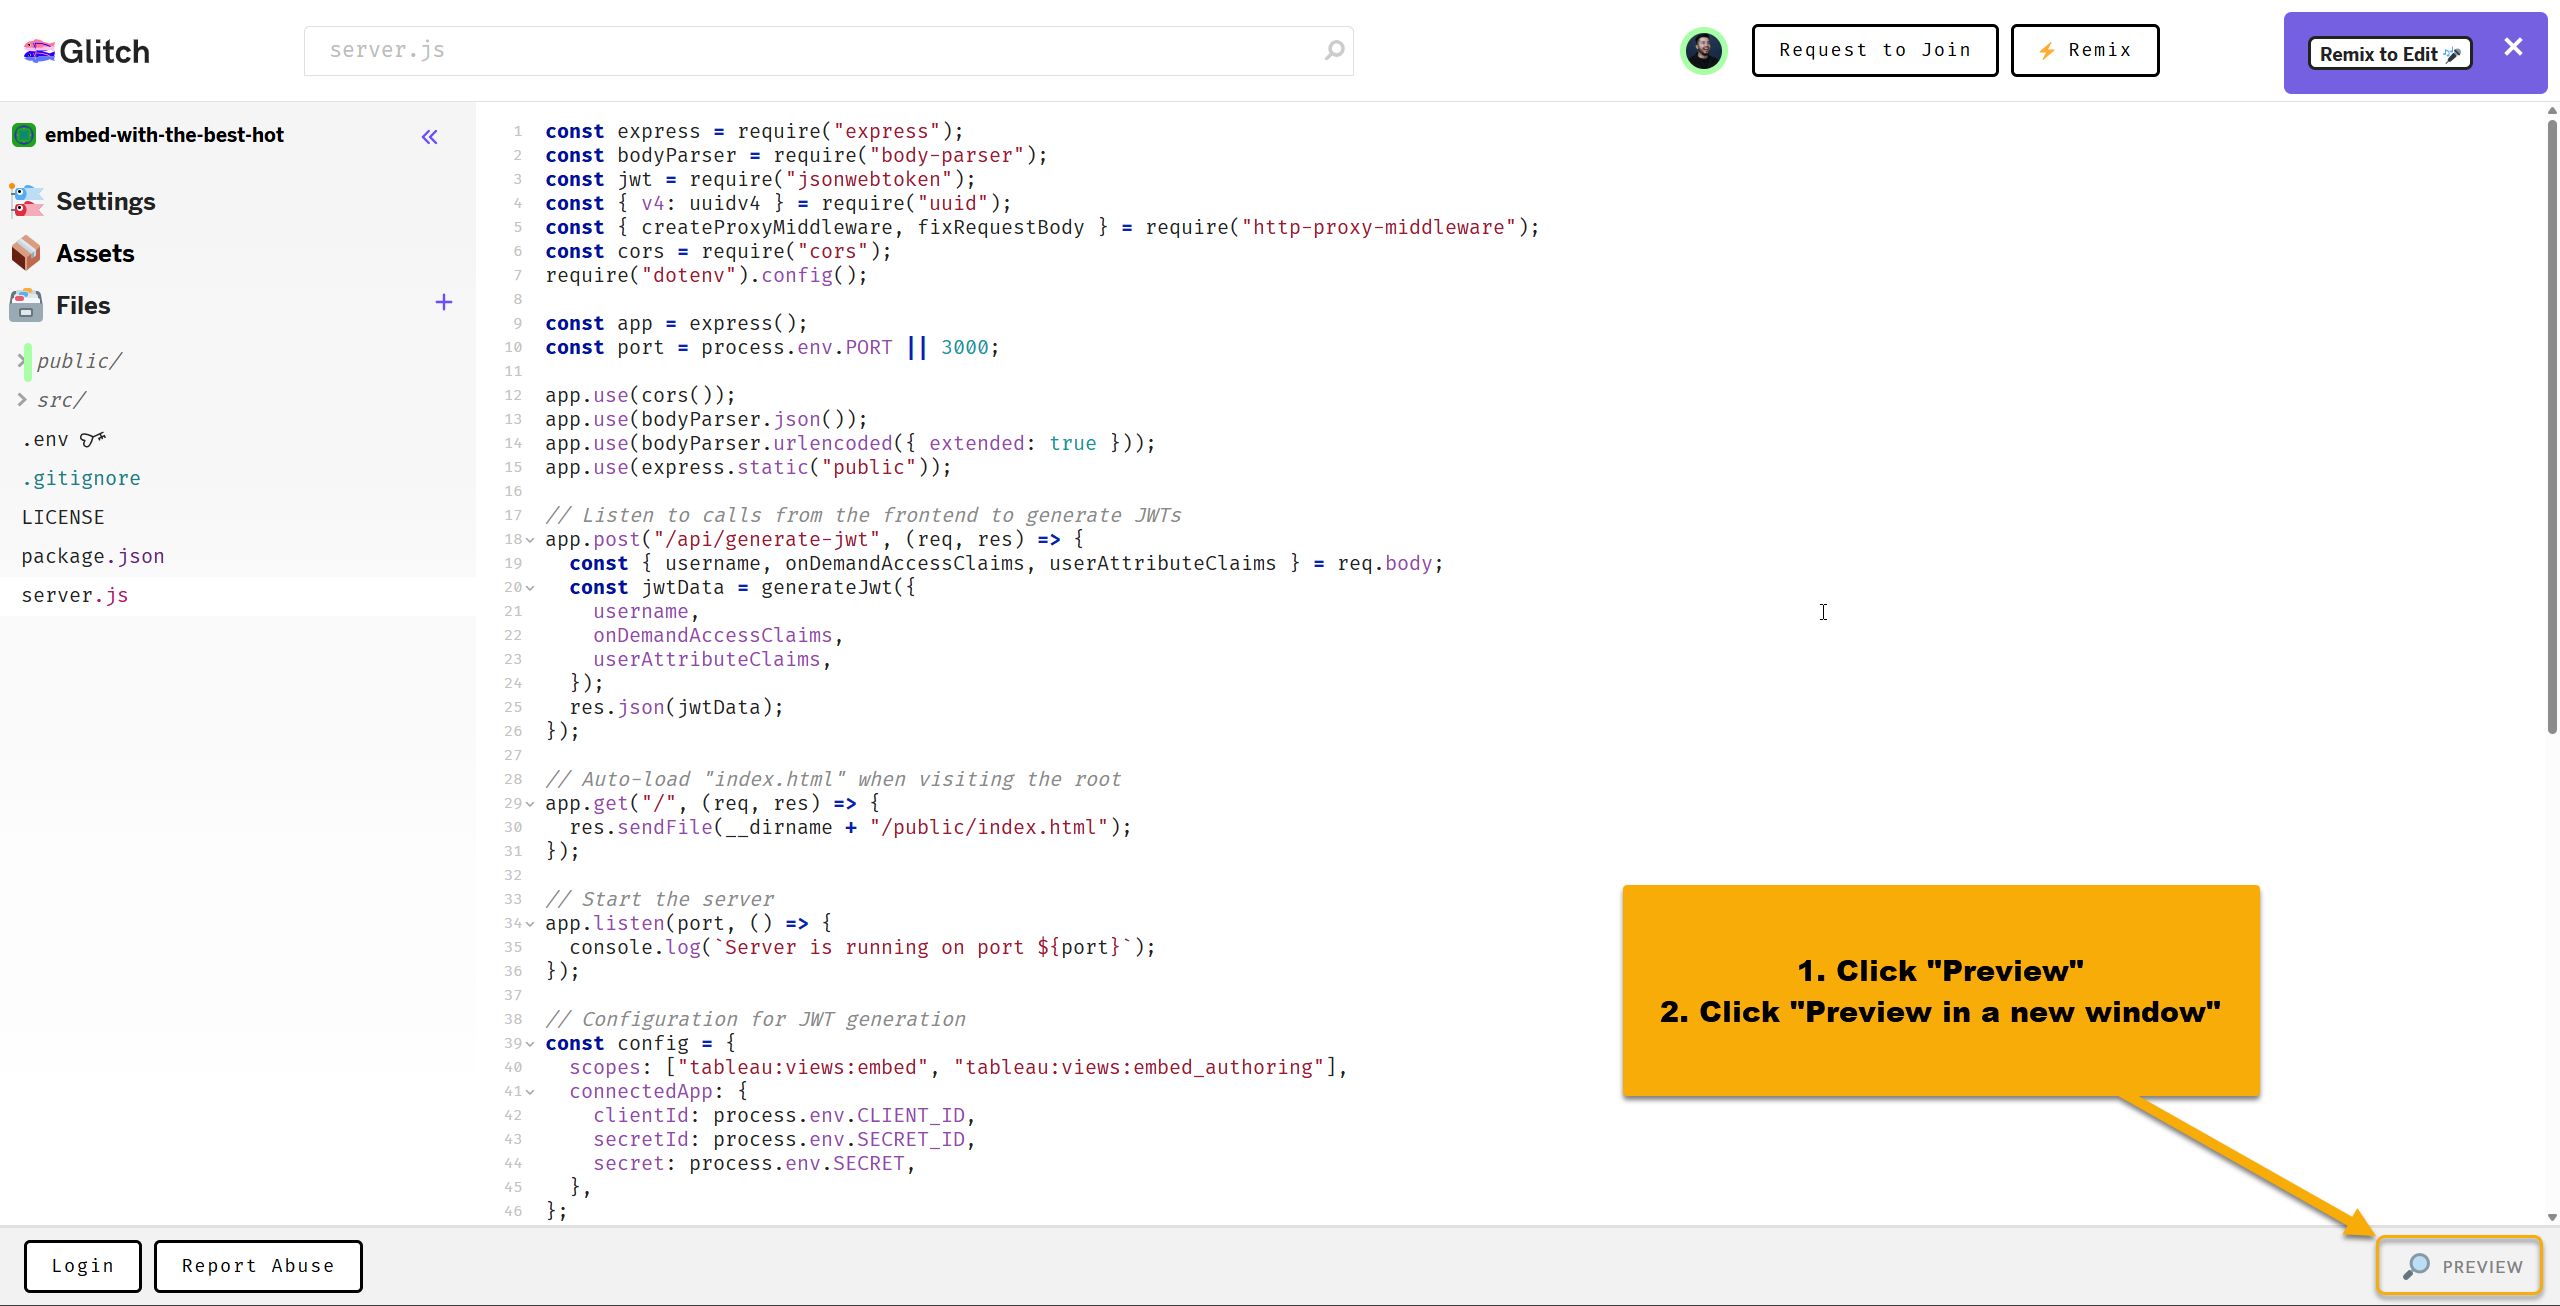 Glitch
server.js
Request to Join
⚡ Remix
Remix to Edit 🎤
embed-with-the-best-hot
Settings
Assets
Files
public/
src/
.env
.gitignore
LICENSE
package.json
server.js
1 const express = require("express");
2 const bodyParser = require("body-parser");
3 const jwt = require("jsonwebtoken");
4 const { v4: uuidv4 } = require("uuid");
5 const { createProxyMiddleware, fixRequestBody } = require("http-proxy-middleware");
6 const cors = require("cors");
7 require("dotenv").config();
8
9 const app = express();
10 const port = process.env.PORT || 3000;
11
12 app.use(cors());
13 app.use(bodyParser.json());
14 app.use(bodyParser.urlencoded({ extended: true }));
15 app.use(express.static("public"));
16
17 // Listen to calls from the frontend to generate JWTs
18 app.post("/api/generate-jwt", (req, res) => {
19   const { username, onDemandAccessClaims, userAttributeClaims } = req.body;
20   const jwtData = generateJwt({
21     username,
22     onDemandAccessClaims,
23     userAttributeClaims,
24   });
25   res.json(jwtData);
26 });
27
28 // Auto-load "index.html" when visiting the root
29 app.get("/", (req, res) => {
30   res.sendFile(__dirname + "/public/index.html");
31 });
32
33 // Start the server
34 app.listen(port, () => {
35   console.log(`Server is running on port ${port}`);
36 });
37
38 // Configuration for JWT generation
39 const config = {
40   scopes: ["tableau:views:embed", "tableau:views:embed_authoring"],
41   connectedApp: {
42     clientId: process.env.CLIENT_ID,
43     secretId: process.env.SECRET_ID,
44     secret: process.env.SECRET,
45   },
46 };
1. Click "Preview"
2. Click "Preview in a new window"
Login
Report Abuse
PREVIEW